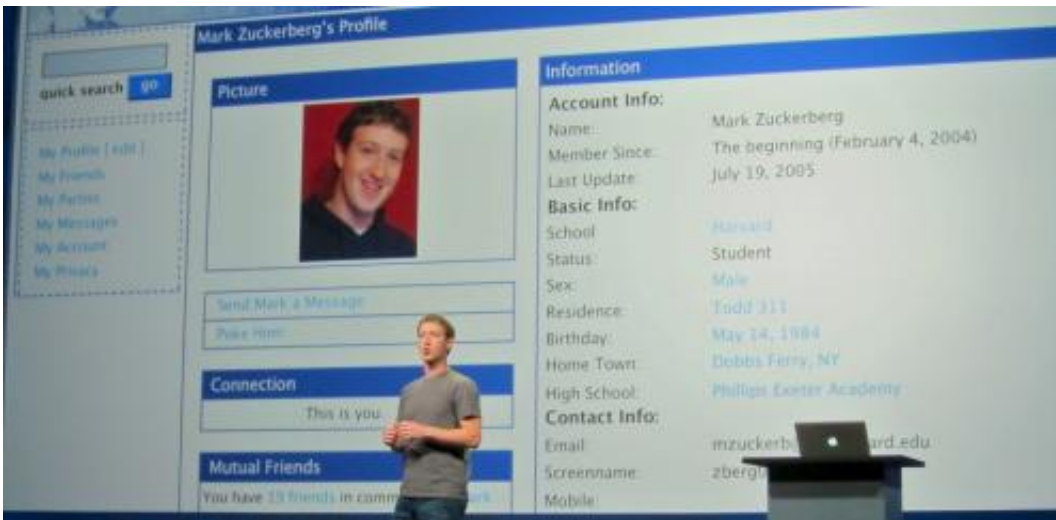 Mark Zuckerberg's Profile
quick search go
My Profile [ edit ]
My Friends
My Parties
My Messages
My Account
My Privacy
Picture
Send Mark a Message
Poke Him!
Connection
This is you.
Mutual Friends
You have 19 friends in
Information
Account Info:
Name: Mark Zuckerberg
Member Since: The beginning (February 4, 2004)
Last Update: July 19, 2005
Basic Info:
School Harvard
Status: Student
Sex: Male
Residence: Todd 311
Birthday: May 14, 1984
Home Town: Dobbs Ferry, NY
High School: Phillips Exeter Academy
Contact Info:
Email:
Screenname:
Mobile: